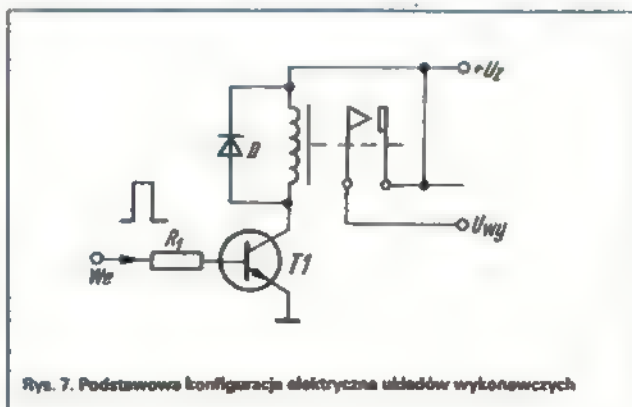 +Uz
D
Uwy
R1
We
T1
Rys. 7. Podstawowa konfiguracja elektryczna układów wykonawczych